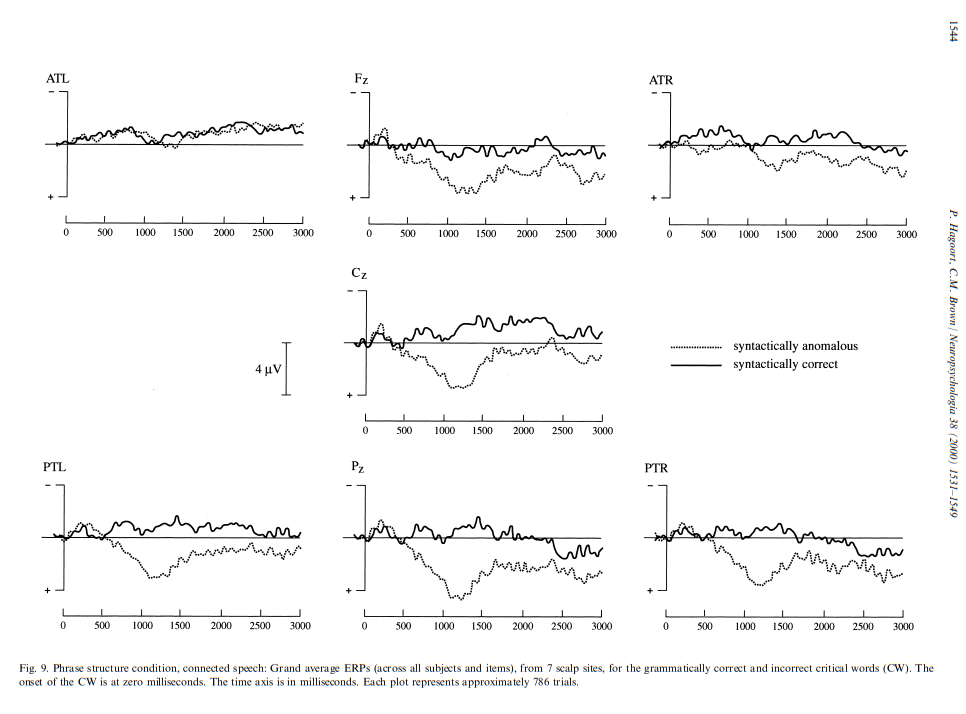 1544
P. Hagoort, C.M. Brown / Neuropsychologia 38 (2000) 1531–1549
ATL
Fz
ATR
−
−
−
+
+
+
0 500 1000 1500 2000 2500 3000
0 500 1000 1500 2000 2500 3000
0 500 1000 1500 2000 2500 3000
Cz
−
4 µV
+
0 500 1000 1500 2000 2500 3000
syntactically anomalous
syntactically correct
PTL
Pz
PTR
−
−
−
+
+
+
0 500 1000 1500 2000 2500 3000
0 500 1000 1500 2000 2500 3000
0 500 1000 1500 2000 2500 3000
Fig. 9. Phrase structure condition, connected speech: Grand average ERPs (across all subjects and items), from 7 scalp sites, for the grammatically correct and incorrect critical words (CW). The
onset of the CW is at zero milliseconds. The time axis is in milliseconds. Each plot represents approximately 786 trials.